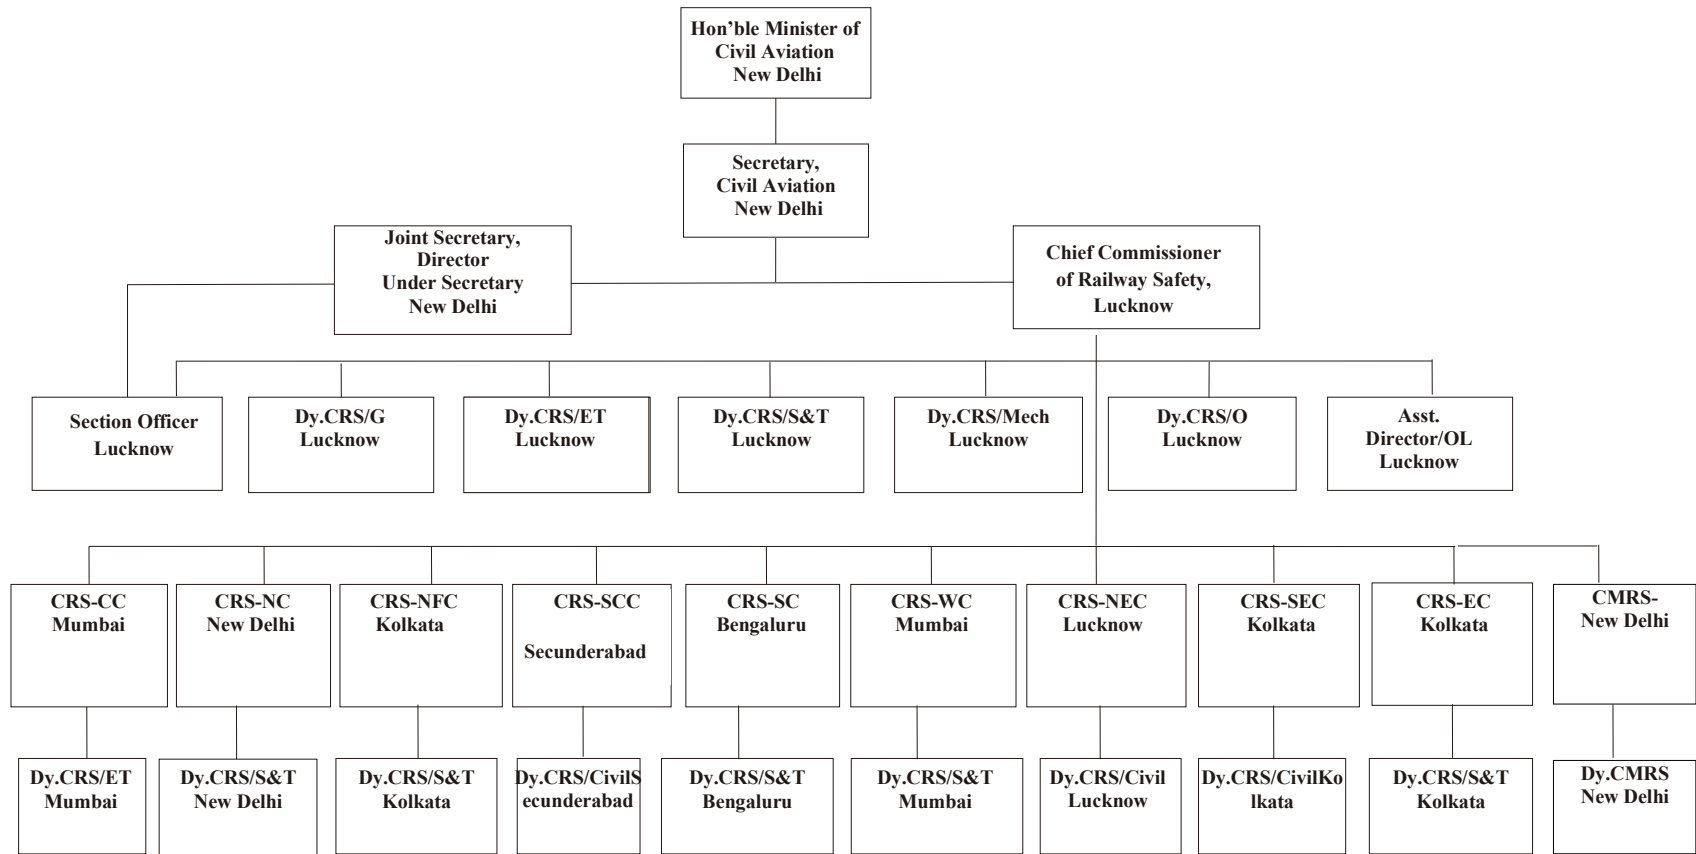 Hon’ble Minister of
Civil Aviation
New Delhi
Secretary,
Civil Aviation
New Delhi
Joint Secretary,
Director
Under Secretary
New Delhi
Chief Commissioner
of Railway Safety,
Lucknow
Section Officer
Lucknow
Dy.CRS/G
Lucknow
Dy.CRS/ET
Lucknow
Dy.CRS/S&T
Lucknow
Dy.CRS/Mech
Lucknow
Dy.CRS/O
Lucknow
Asst.
Director/OL
Lucknow
CRS-CC
Mumbai
CRS-NC
New Delhi
CRS-NFC
Kolkata
CRS-SCC
Secunderabad
CRS-SC
Bengaluru
CRS-WC
Mumbai
CRS-NEC
Lucknow
CRS-SEC
Kolkata
CRS-EC
Kolkata
CMRS-
New Delhi
Dy.CRS/ET
Mumbai
Dy.CRS/S&T
New Delhi
Dy.CRS/S&T
Kolkata
Dy.CRS/CivilS
ecunderabad
Dy.CRS/S&T
Bengaluru
Dy.CRS/S&T
Mumbai
Dy.CRS/Civil
Lucknow
Dy.CRS/CivilKo
lkata
Dy.CRS/S&T
Kolkata
Dy.CMRS
New Delhi